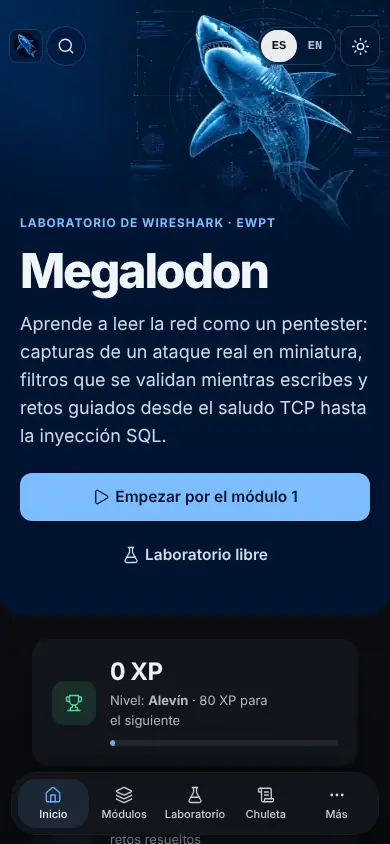 ES EN
LABORATORIO DE WIRESHARK · EWPT
Megalodon
Aprende a leer la red como un pentester:
capturas de un ataque real en miniatura,
filtros que se validan mientras escribes y
retos guiados desde el saludo TCP hasta
la inyección SQL.
Empezar por el módulo 1
Laboratorio libre
0 XP
Nivel: Alevín · 80 XP para
el siguiente
Inicio Módulos Laboratorio Chuleta Más
retos resueltos